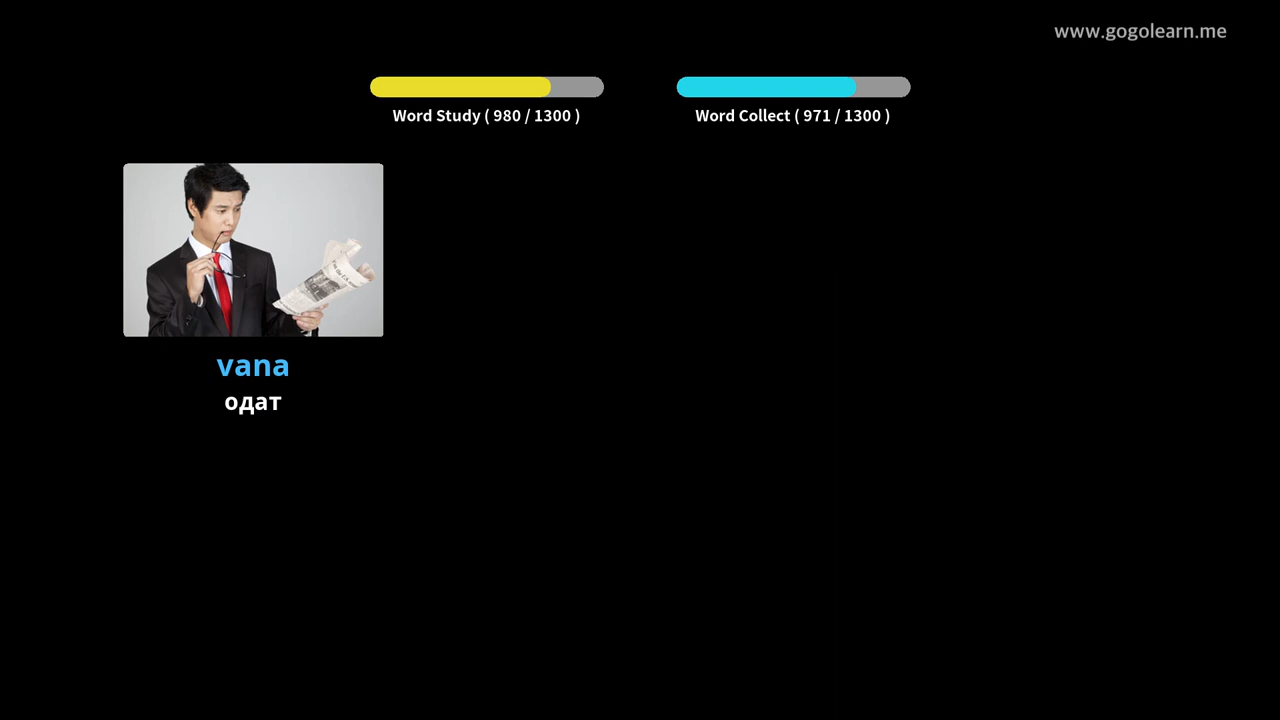 www.gogolearn.me
Word Study ( 980 / 1300 )
Word Collect ( 971 / 1300 )
vana
одат